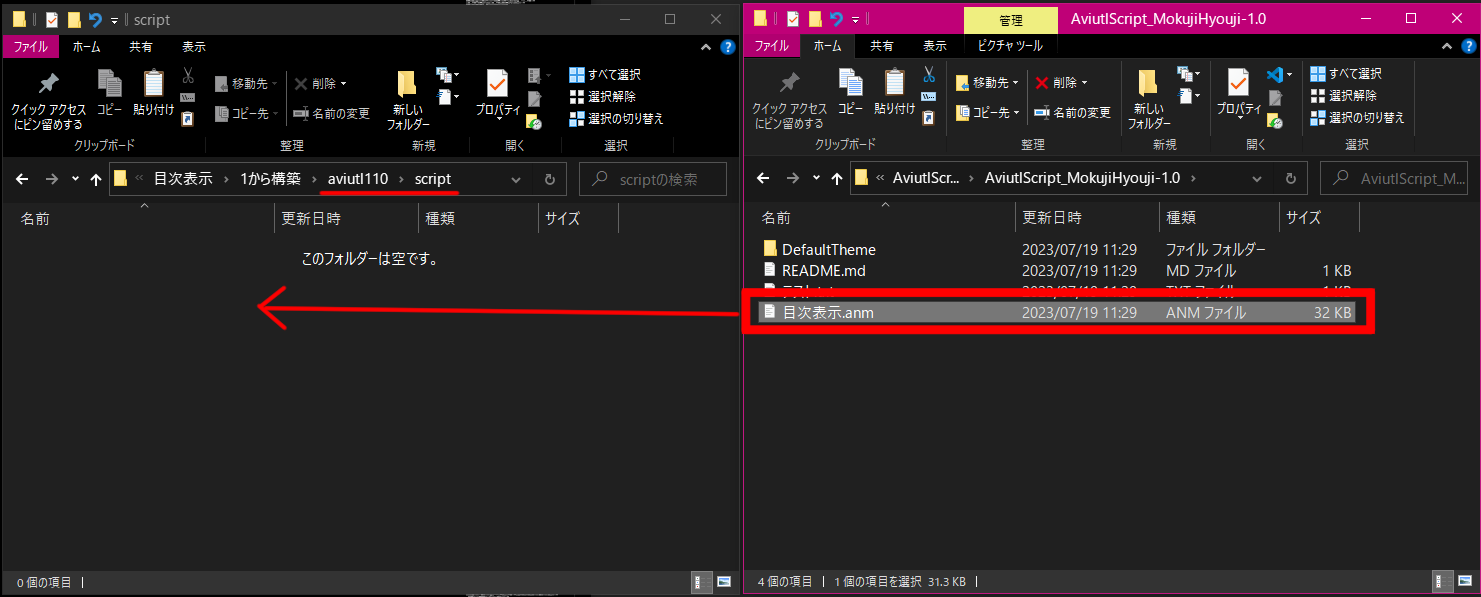 script
ファイル ホーム 共有 表示
クイック アクセス
にピン留めする
コピー
貼り付け
移動先
コピー先
削除
名前の変更
新しい
フォルダー
プロパティ
すべて選択
選択解除
選択の切り替え
クリップボード 整理 新規 開く 選択
目次表示 › 1から構築 › aviutl110 › script
scriptの検索
名前 更新日時 種類 サイズ
このフォルダーは空です。
0 個の項目
管理 AviutlScript_MokujiHyouji-1.0
ファイル ホーム 共有 表示 ピクチャ ツール
クイック アクセス
にピン留めする
コピー
貼り付け
移動先
コピー先
削除
名前の変更
新しい
フォルダー
プロパティ
すべて選択
選択解除
選択の切り替え
クリップボード 整理 新規 開く 選択
« AviutlScr... › AviutlScript_MokujiHyouji-1.0 ›
AviutlScript_M...
名前 更新日時 種類 サイズ
DefaultTheme 2023/07/19 11:29 ファイル フォルダー
README.md 2023/07/19 11:29 MD ファイル 1 KB
目次表示.anm 2023/07/19 11:29 ANM ファイル 32 KB
4 個の項目 1 個の項目を選択 31.3 KB